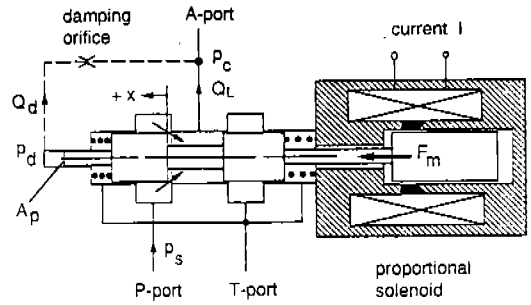 damping
orifice
A-port
current I
p_c
Q_L
+ x
Q_d
p_d
F_m
A_p
p_s
P-port
T-port
proportional
solenoid